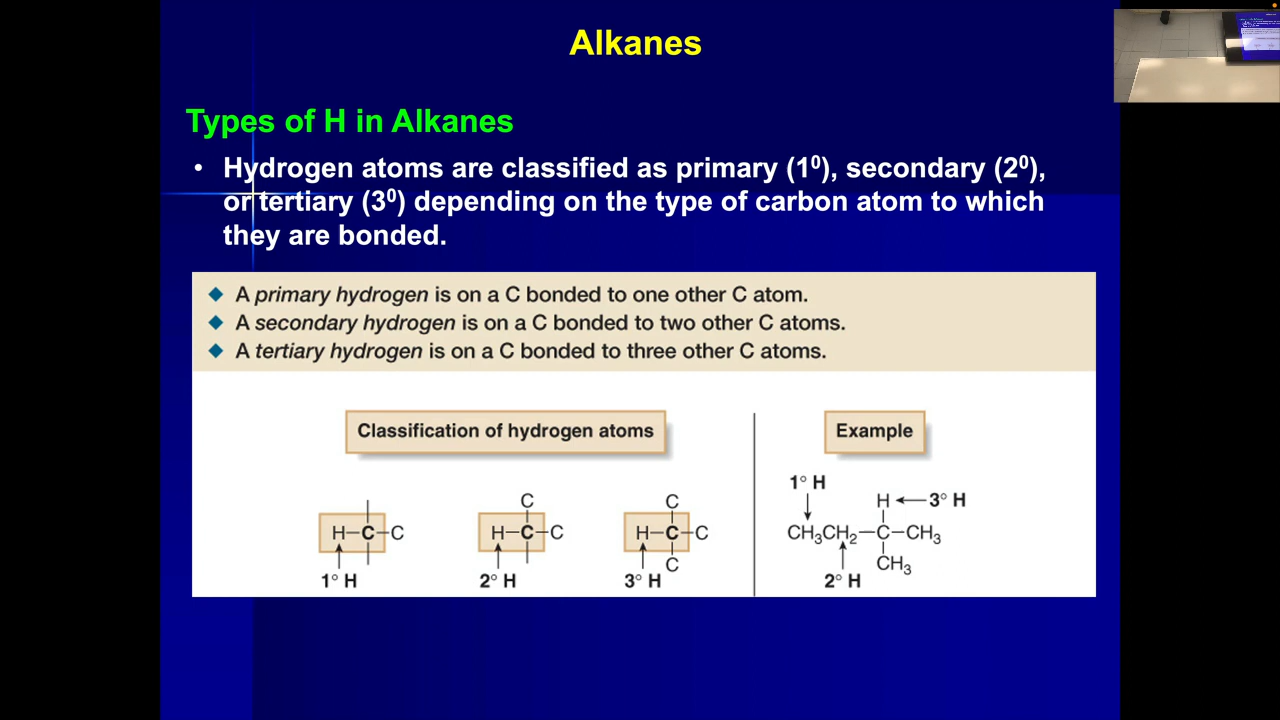 Alkanes
Types of H in Alkanes
• Hydrogen atoms are classified as primary (1⁰), secondary (2⁰),
or tertiary (3⁰) depending on the type of carbon atom to which
they are bonded.
◆ A primary hydrogen is on a C bonded to one other C atom.
◆ A secondary hydrogen is on a C bonded to two other C atoms.
◆ A tertiary hydrogen is on a C bonded to three other C atoms.
Classification of hydrogen atoms
H–C–C
1° H
C
H–C–C
2° H
C
H–C–C
C
3° H
Example
1° H
H ← 3° H
CH₃CH₂–C–CH₃
CH₃
2° H